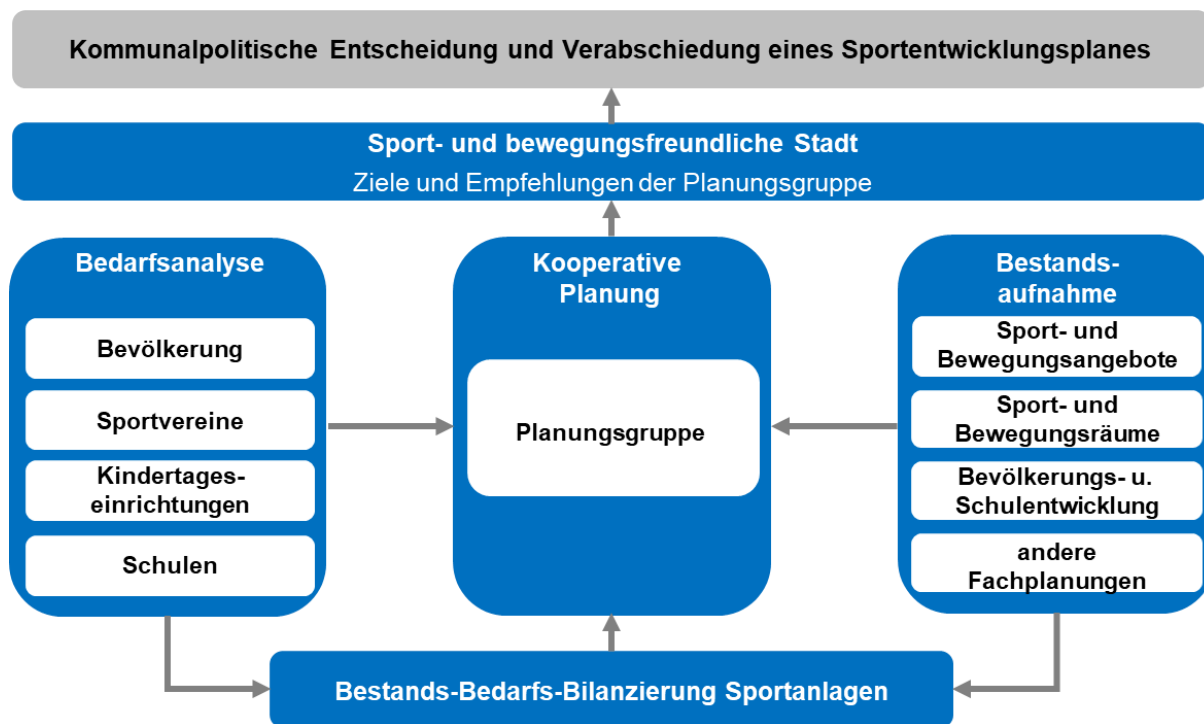 Kommunalpolitische Entscheidung und Verabschiedung eines Sportentwicklungsplanes
Sport- und bewegungsfreundliche Stadt
Ziele und Empfehlungen der Planungsgruppe
Bedarfsanalyse
Bevölkerung
Sportvereine
Kindertages-
einrichtungen
Schulen
Kooperative
Planung
Planungsgruppe
Bestands-
aufnahme
Sport- und
Bewegungsangebote
Sport- und
Bewegungsräume
Bevölkerungs- u.
Schulentwicklung
andere
Fachplanungen
Bestands-Bedarfs-Bilanzierung Sportanlagen